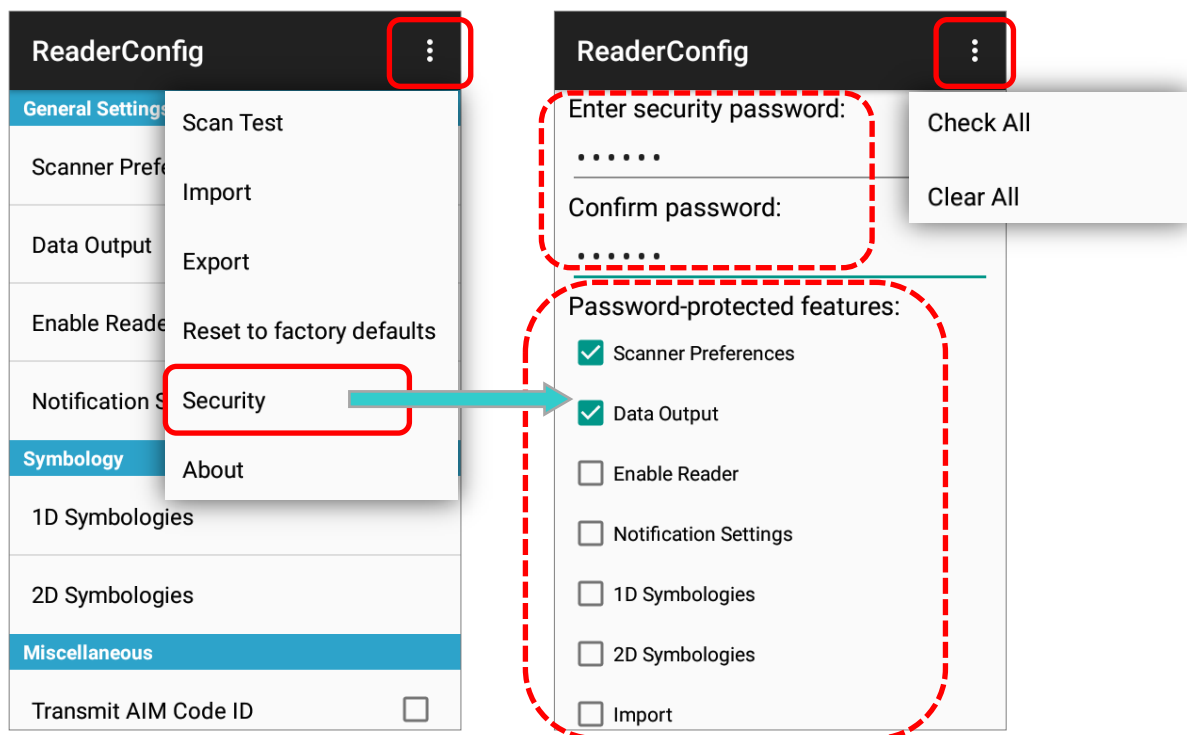 ReaderConfig
General Settings
Scanner Prefe
Data Output
Enable Reade
Notification S
Symbology
1D Symbologies
2D Symbologies
Miscellaneous
Transmit AIM Code ID
Scan Test
Import
Export
Reset to factory defaults
Security
About
ReaderConfig
Enter security password:
••••••
Confirm password:
••••••
Password-protected features:
Scanner Preferences
Data Output
Enable Reader
Notification Settings
1D Symbologies
2D Symbologies
Import
Check All
Clear All